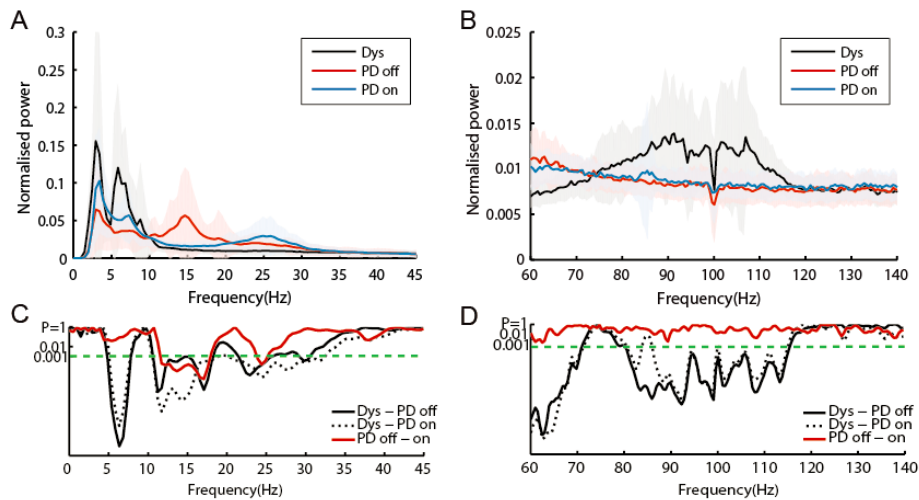 A
Normalised power
0.3
0.25
0.2
0.15
0.1
0.05
0
0 5 10 15 20 25 30 35 40 45
Frequency(Hz)
Dys
PD off
PD on
B
Normalised power
0.025
0.02
0.015
0.010
0.005
0
60 70 80 90 100 110 120 130 140
Frequency(Hz)
Dys
PD off
PD on
C
P=1
0.01
0.001
0 5 10 15 20 25 30 35 40 45
Frequency(Hz)
Dys – PD off
Dys – PD on
PD off – on
D
P=1
0.01
0.001
60 70 80 90 100 110 120 130 140
Frequency(Hz)
Dys – PD off
Dys – PD on
PD off – on